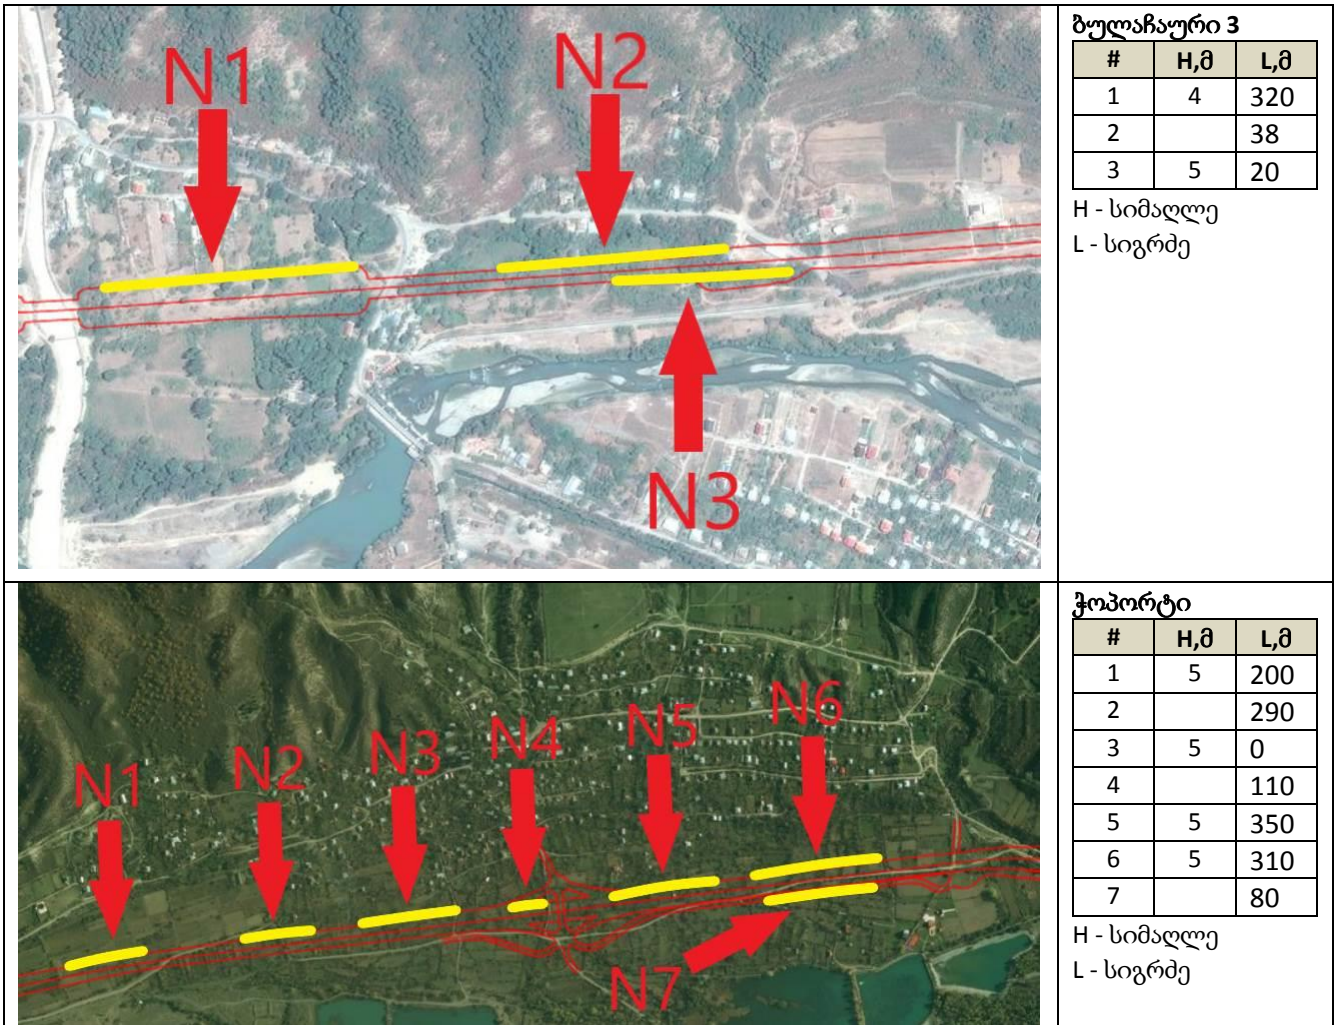 N1
N2
N3
ბულაჩაური 3
# H,მ L,მ
1 4 320
2 38
3 5 20
H - სიმაღლე
L - სიგრძე
N1
N2
N3
N4
N5
N6
N7
ჭოპორტი
# H,მ L,მ
1 5 200
2 290
3 5 0
4 110
5 5 350
6 5 310
7 80
H - სიმაღლე
L - სიგრძე